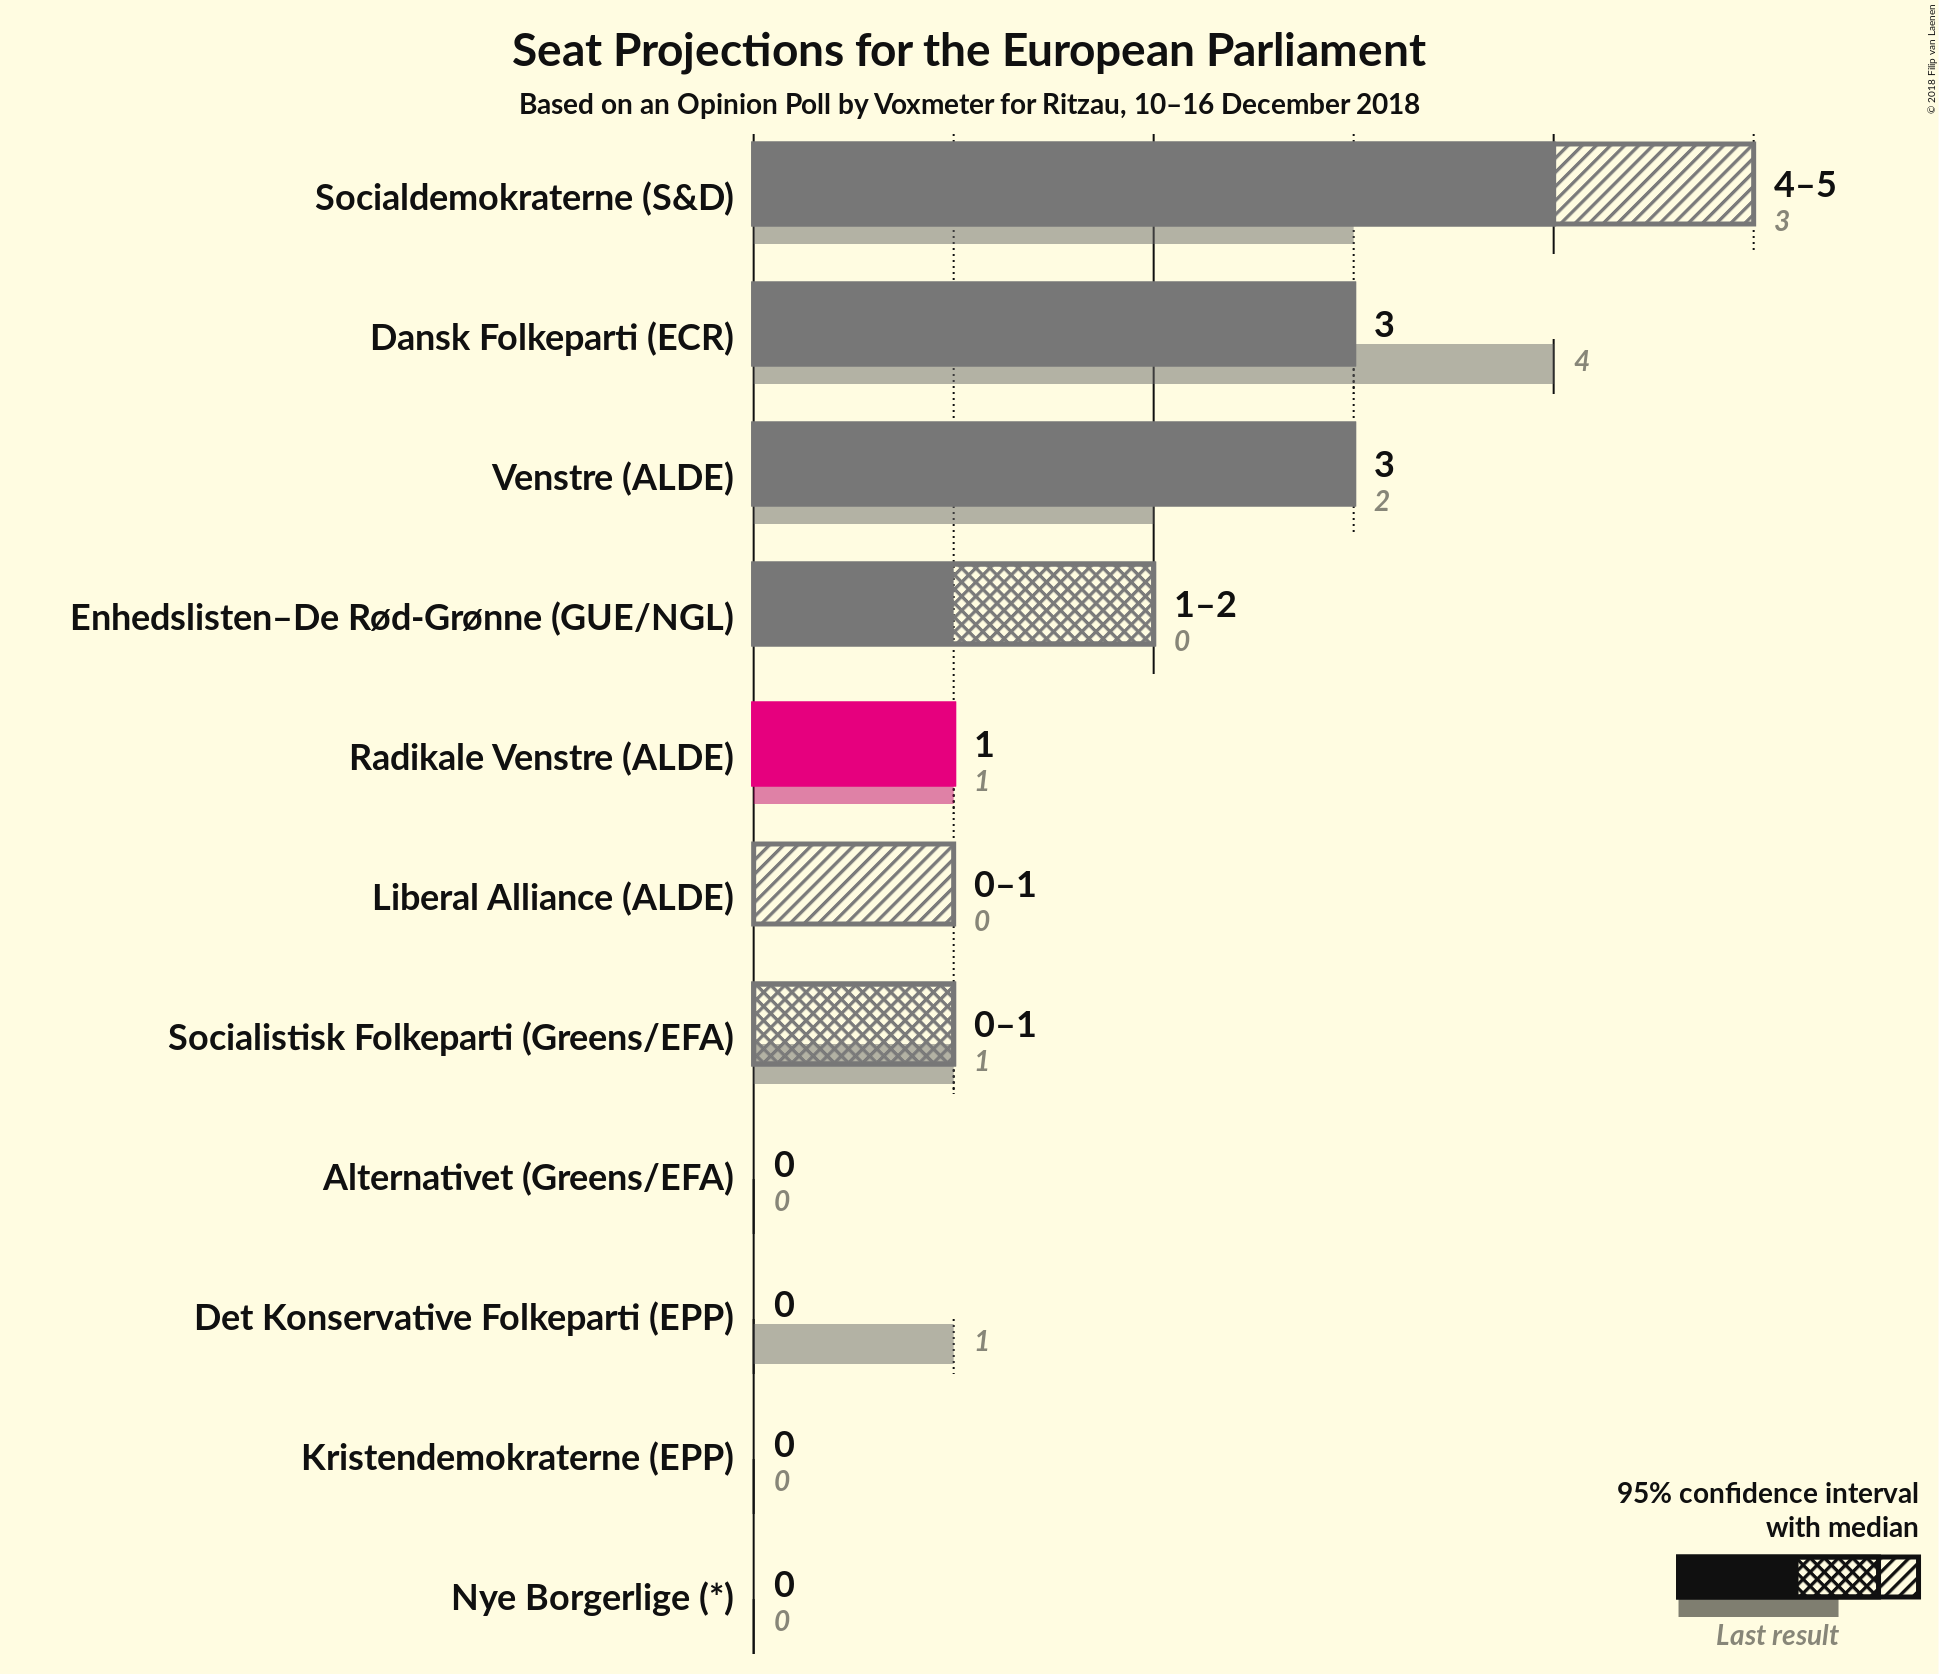 Seat Projections for the European Parliament
Based on an Opinion Poll by Voxmeter for Ritzau, 10–16 December 2018
© 2018 Filip van Laenen
Socialdemokraterne (S&D)
4–5
3
Dansk Folkeparti (ECR)
3
4
Venstre (ALDE)
3
2
Enhedslisten–De Rød-Grønne (GUE/NGL)
1–2
0
Radikale Venstre (ALDE)
1
1
Liberal Alliance (ALDE)
0–1
0
Socialistisk Folkeparti (Greens/EFA)
0–1
1
Alternativet (Greens/EFA)
0
0
Det Konservative Folkeparti (EPP)
0
1
Kristendemokraterne (EPP)
0
0
Nye Borgerlige (*)
0
0
95% confidence interval
with median
Last result